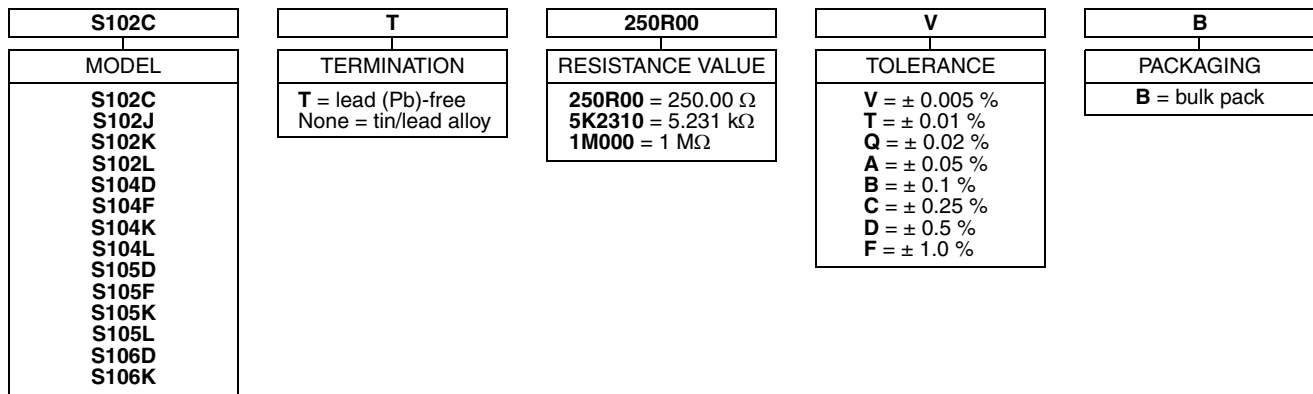 S102C
T
250R00
V
B
MODEL
S102C
S102J
S102K
S102L
S104D
S104F
S104K
S104L
S105D
S105F
S105K
S105L
S106D
S106K
TERMINATION
T = lead (Pb)-free
None = tin/lead alloy
RESISTANCE VALUE
250R00 = 250.00 Ω
5K2310 = 5.231 kΩ
1M000 = 1 MΩ
TOLERANCE
V = ± 0.005 %
T = ± 0.01 %
Q = ± 0.02 %
A = ± 0.05 %
B = ± 0.1 %
C = ± 0.25 %
D = ± 0.5 %
F = ± 1.0 %
PACKAGING
B = bulk pack